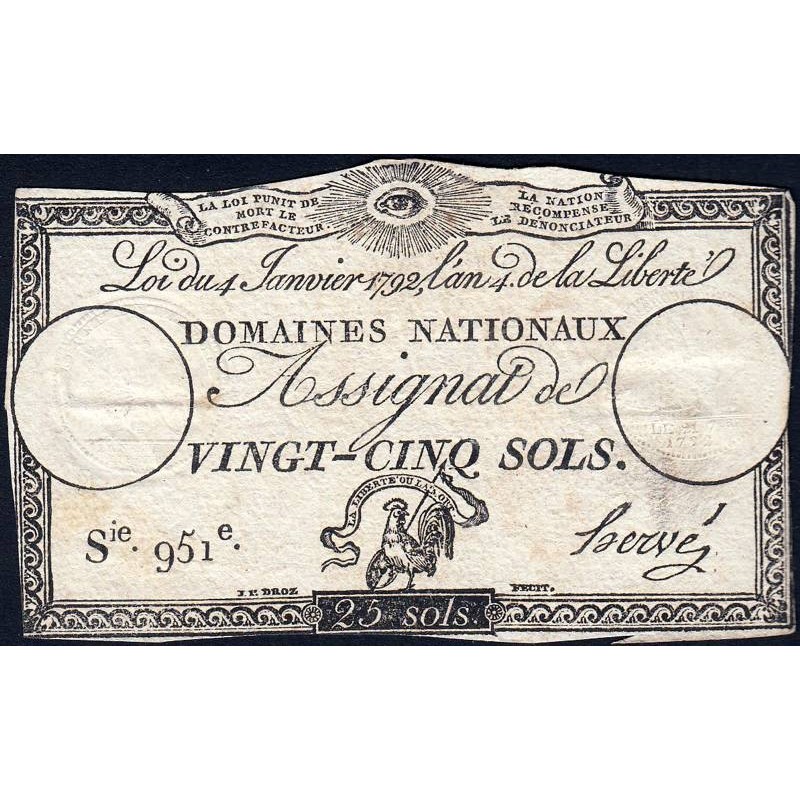 LA LOI PUNIT DE
MORT LE
CONTREFACTEUR.
LA NATION
RECOMPENSE
LE DENONCIATEUR
Loi du 4 Janvier 1792, l'an 4. de la Liberté
DOMAINES NATIONAUX
Assignat de
VINGT-CINQ SOLS.
LA LIBERTÉ OU LA
Sie. 951e.
hervé
J. P. DROZ
FECIT.
25 sols.